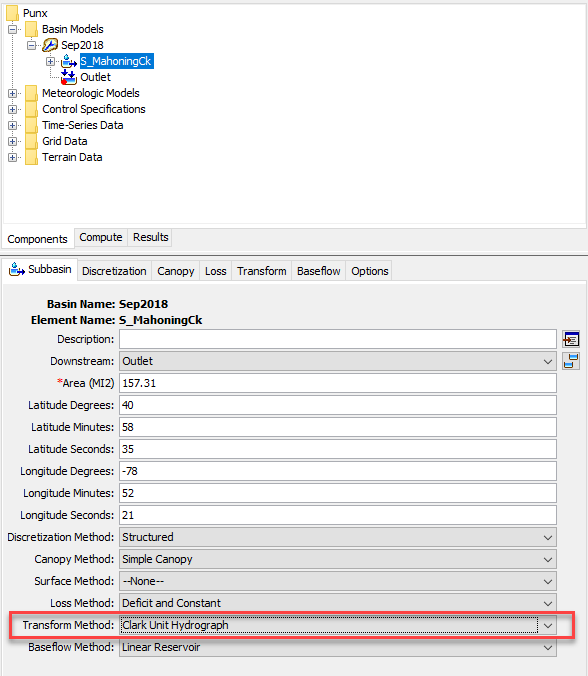 Punx
Basin Models
Sep2018
S_MahoningCk
Outlet
Meteorologic Models
Control Specifications
Time-Series Data
Grid Data
Terrain Data
Components Compute Results
Subbasin Discretization Canopy Loss Transform Baseflow Options
Basin Name: Sep2018
Element Name: S_MahoningCk
Description:
Downstream: Outlet
*Area (MI2) 157.31
Latitude Degrees: 40
Latitude Minutes: 58
Latitude Seconds: 35
Longitude Degrees: -78
Longitude Minutes: 52
Longitude Seconds: 21
Discretization Method: Structured
Canopy Method: Simple Canopy
Surface Method: --None--
Loss Method: Deficit and Constant
Transform Method: Clark Unit Hydrograph
Baseflow Method: Linear Reservoir